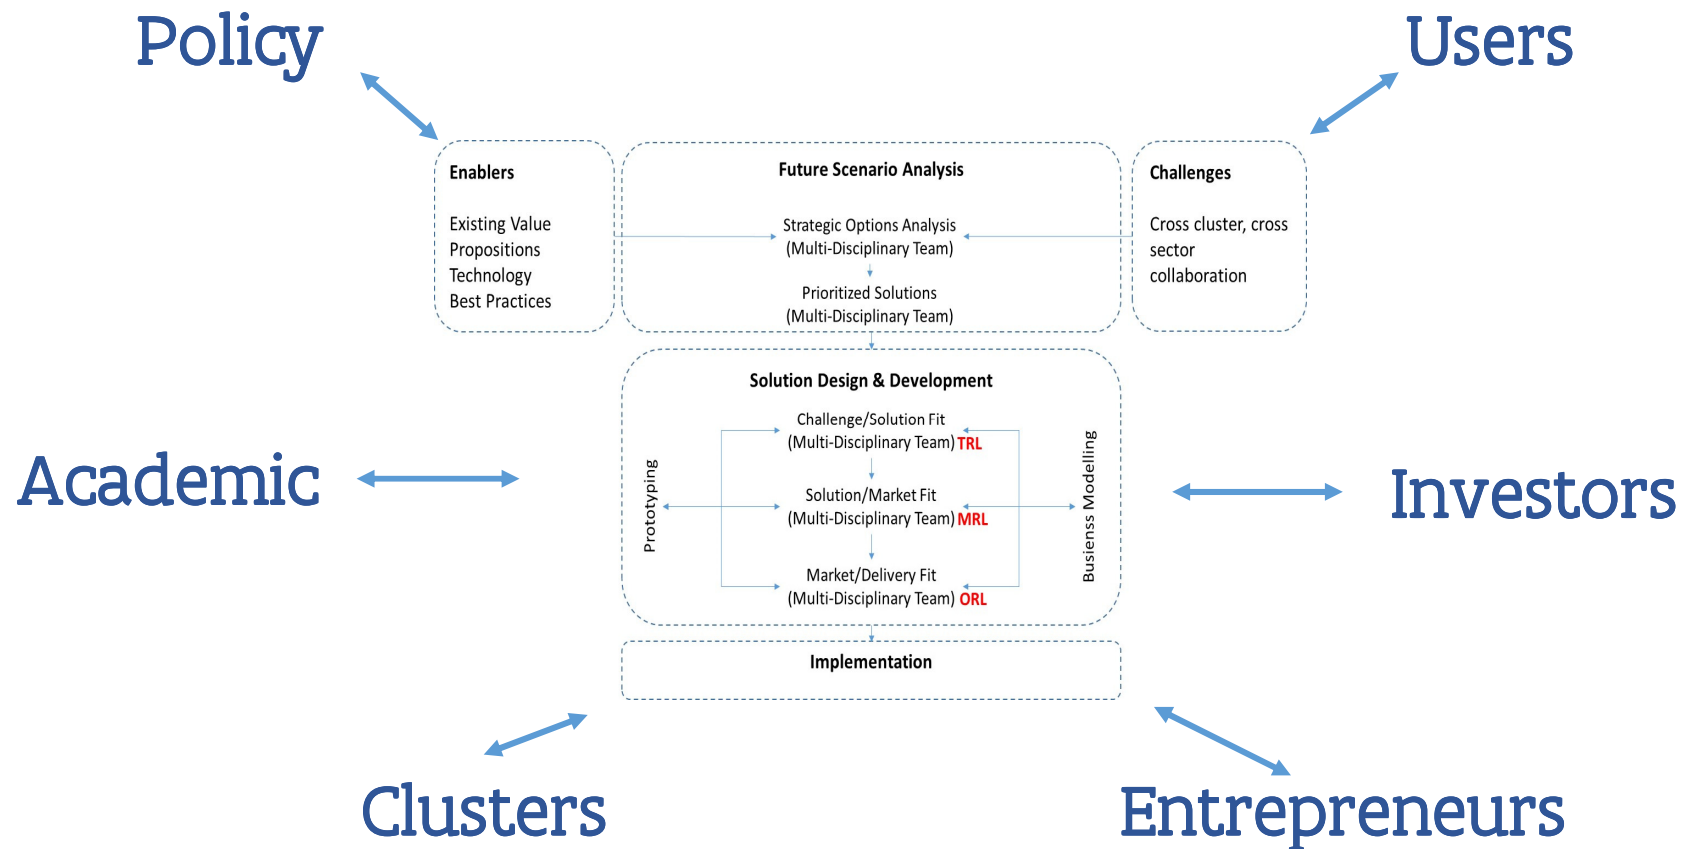 Policy
Users
Enablers
Existing Value
Propositions
Technology
Best Practices
Future Scenario Analysis
Strategic Options Analysis
(Multi-Disciplinary Team)
Prioritized Solutions
(Multi-Disciplinary Team)
Challenges
Cross cluster, cross
sector
collaboration
Solution Design & Development
Challenge/Solution Fit
(Multi-Disciplinary Team) TRL
Solution/Market Fit
(Multi-Disciplinary Team) MRL
Market/Delivery Fit
(Multi-Disciplinary Team) ORL
Prototyping
Busienss Modelling
Academic
Investors
Implementation
Clusters
Entrepreneurs